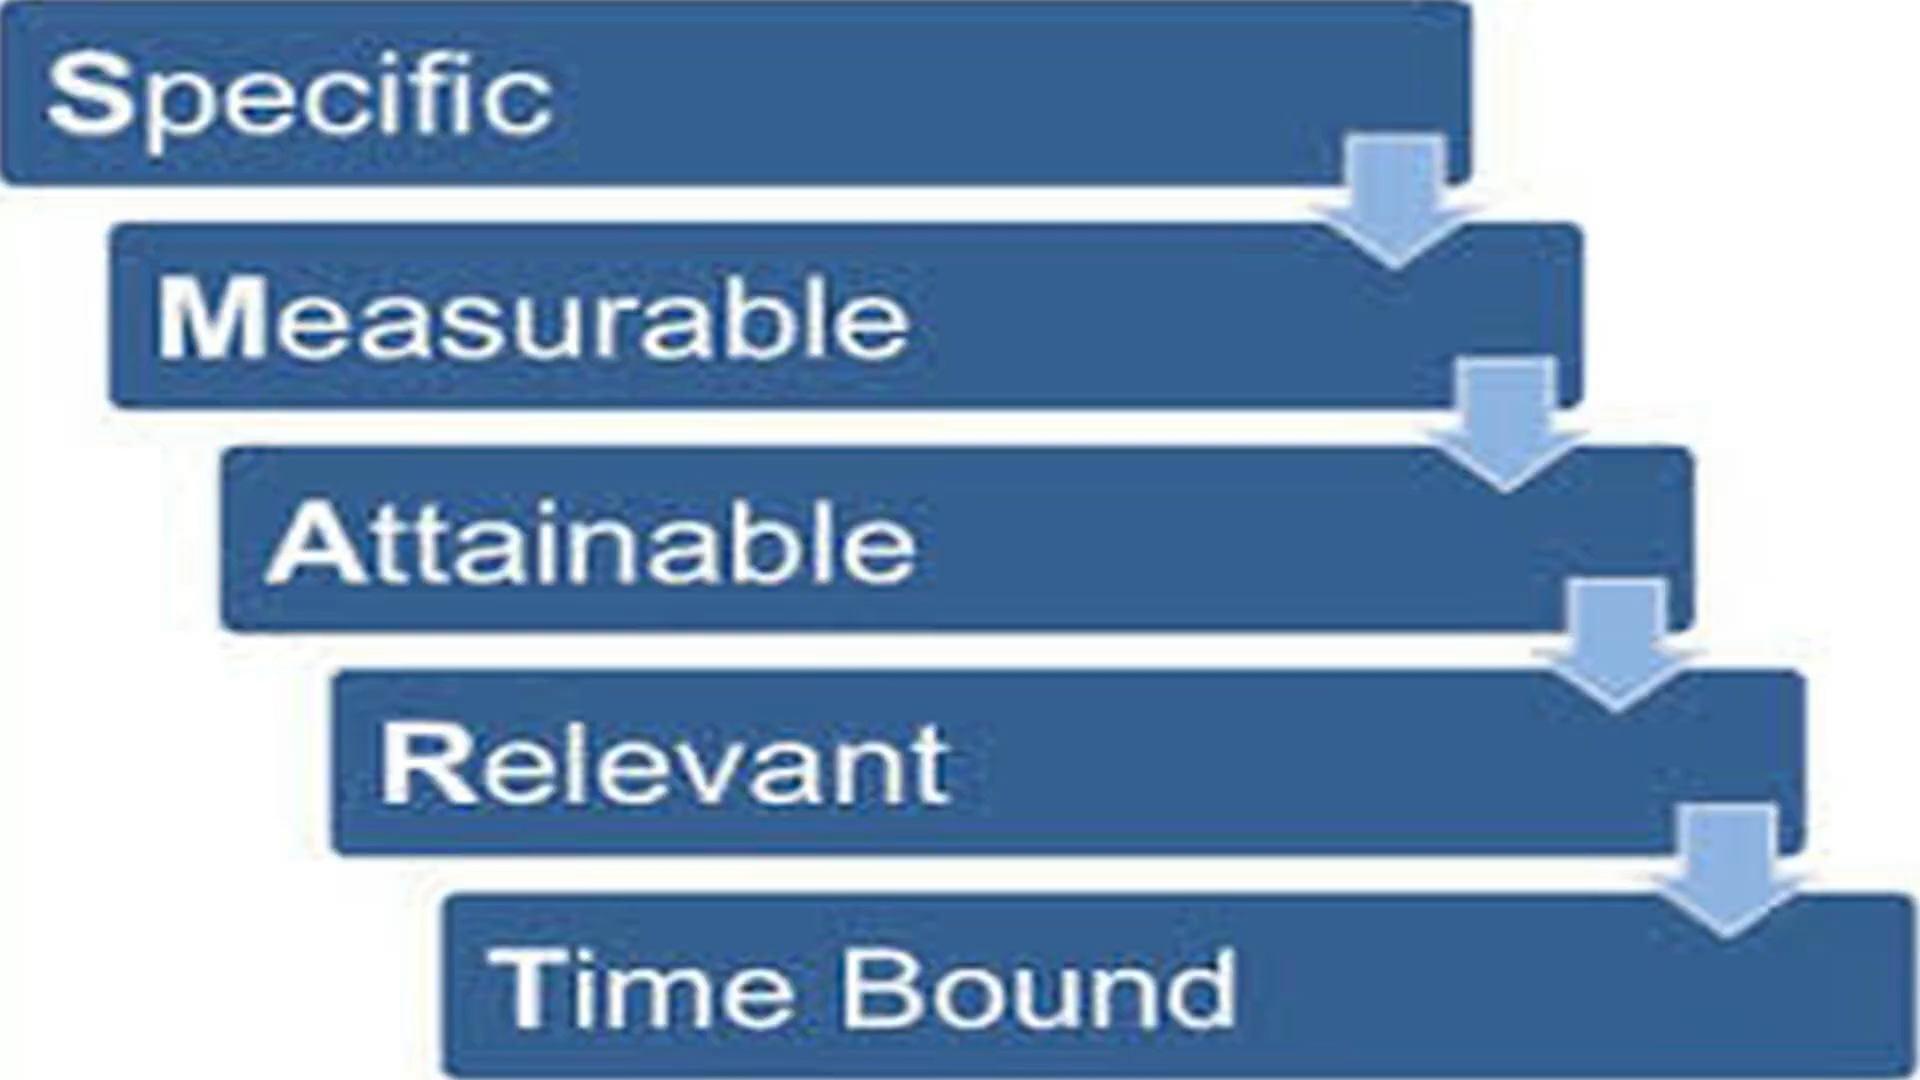 Specific
Measurable
Attainable
Relevant
Time Bound